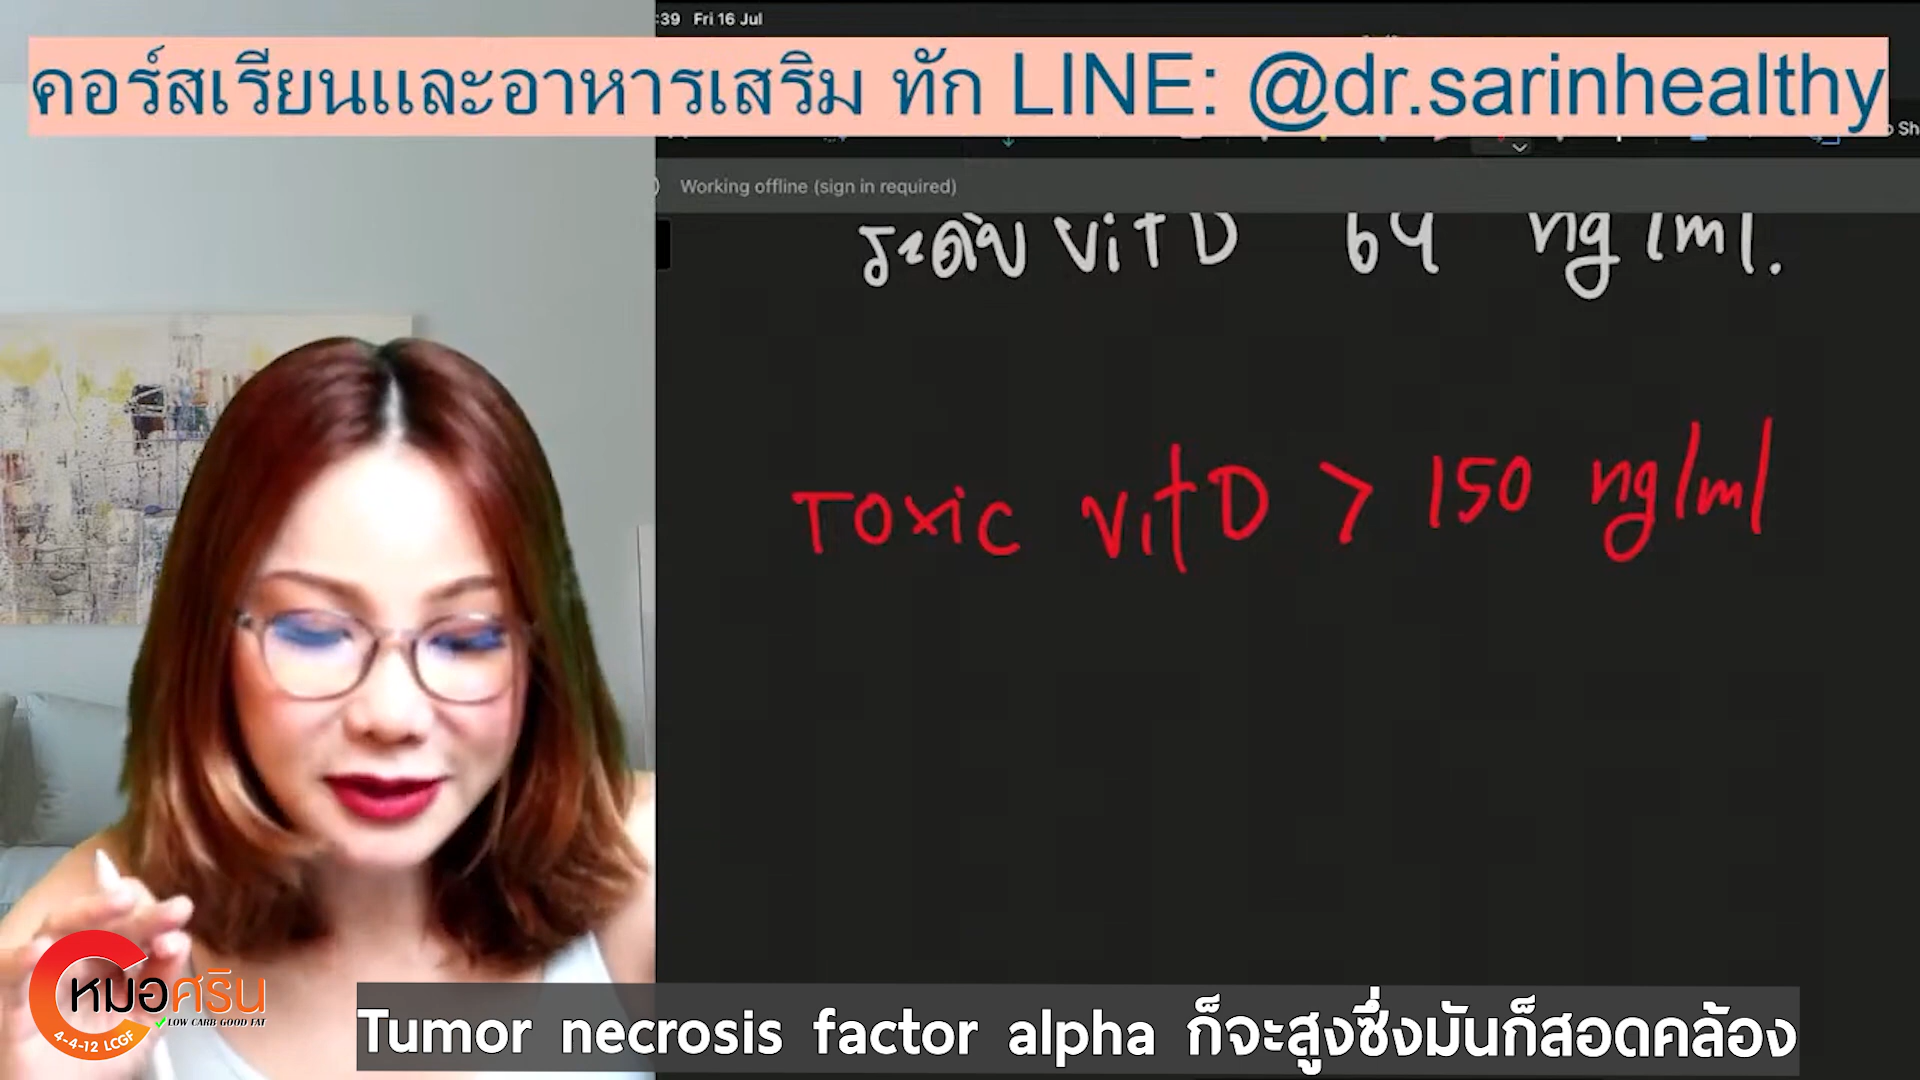 :39 Fri 16 Jul
คอร์สเรียนและอาหารเสริม ทัก LINE: @dr.sarinhealthy
Working offline (sign in required)
ระดับ vit D 64 ng/ml.
Toxic vit D > 150 ng/ml
หมอศริน
LOW CARB GOOD FAT
4-4-12 LCGF
Tumor necrosis factor alpha ก็จะสูงซึ่งมันก็สอดคล้อง